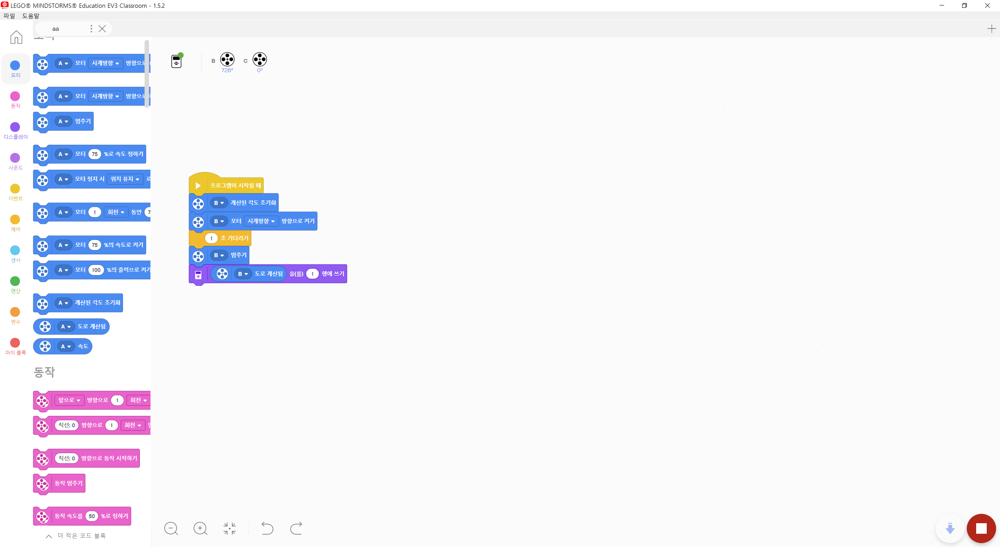 LEGO® MINDSTORMS® Education EV3 Classroom - 1.5.2
파일 도움말
aa
모터
동작
디스플레이
사운드
이벤트
제어
센서
연산
변수
마이 블록
A 모터 시계방향 방향으로
A 모터 시계방향 방향으로
A 멈추기
A 모터 75 %로 속도 정하기
A 모터 정지 시 위치 유지 로
A 모터 1 회전 동안 7
A 모터 75 %의 속도로 켜기
A 모터 100 %의 출력으로 켜기
A 계산된 각도 초기화
A 도로 계산됨
A 속도
동작
앞으로 방향으로 1 회전
직선: 0 방향으로 1 회전
직선: 0 방향으로 동작 시작하기
동작 멈추기
동작 속도를 50 %로 정하기
더 적은 코드 블록
B 726° C 0°
프로그램이 시작될 때
B 계산된 각도 초기화
B 모터 시계방향 방향으로 켜기
1 초 기다리기
B 멈추기
B 도로 계산됨 을(를) 1 행에 쓰기